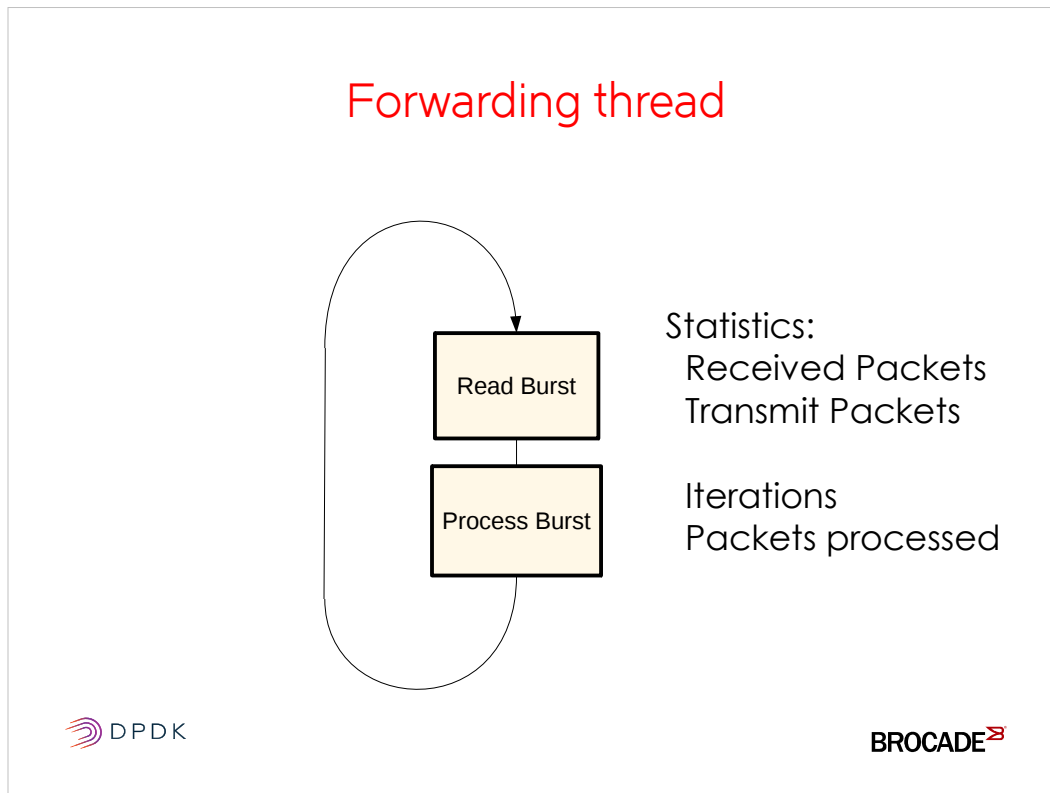 Forwarding thread
Read Burst
Process Burst
Statistics:
Received Packets
Transmit Packets
Iterations
Packets processed
DPDK
BROCADE